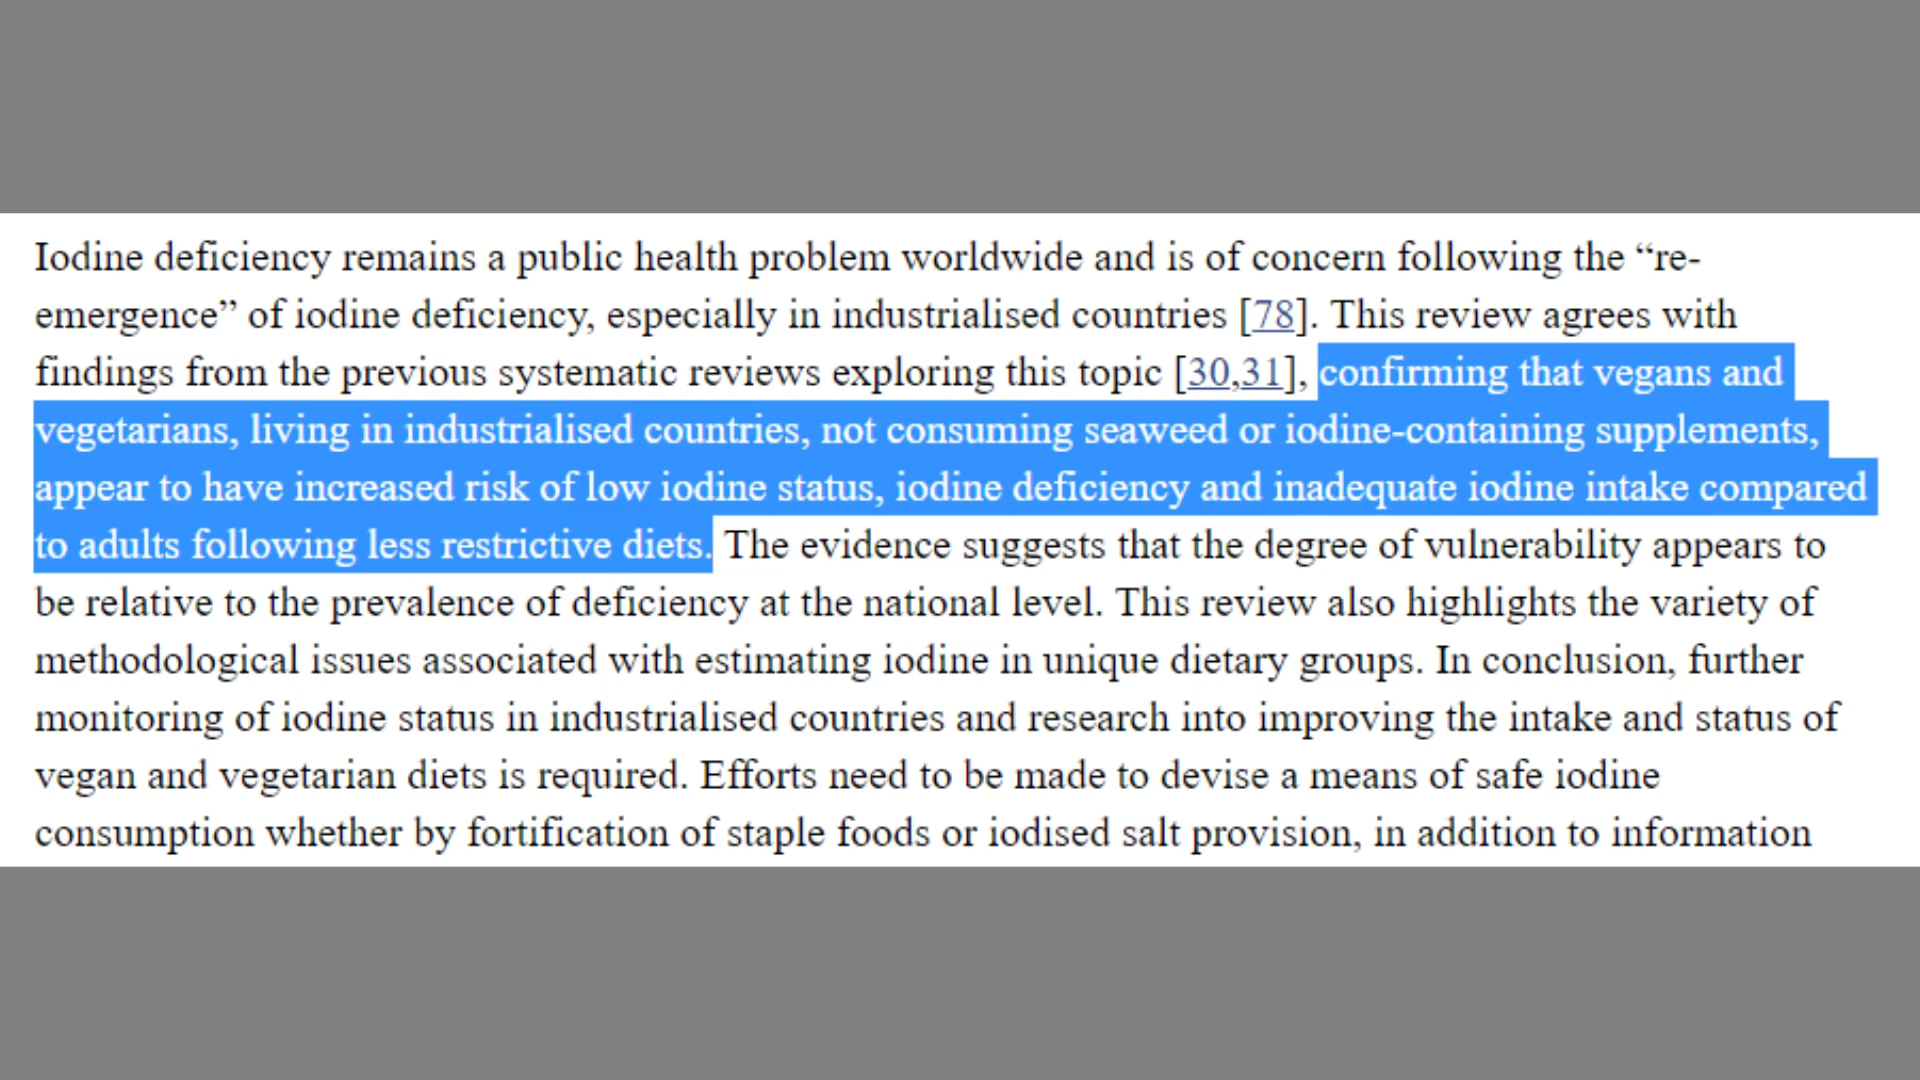 Iodine deficiency remains a public health problem worldwide and is of concern following the “re-
emergence” of iodine deficiency, especially in industrialised countries [78]. This review agrees with
findings from the previous systematic reviews exploring this topic [30,31], confirming that vegans and
vegetarians, living in industrialised countries, not consuming seaweed or iodine-containing supplements,
appear to have increased risk of low iodine status, iodine deficiency and inadequate iodine intake compared
to adults following less restrictive diets. The evidence suggests that the degree of vulnerability appears to
be relative to the prevalence of deficiency at the national level. This review also highlights the variety of
methodological issues associated with estimating iodine in unique dietary groups. In conclusion, further
monitoring of iodine status in industrialised countries and research into improving the intake and status of
vegan and vegetarian diets is required. Efforts need to be made to devise a means of safe iodine
consumption whether by fortification of staple foods or iodised salt provision, in addition to information